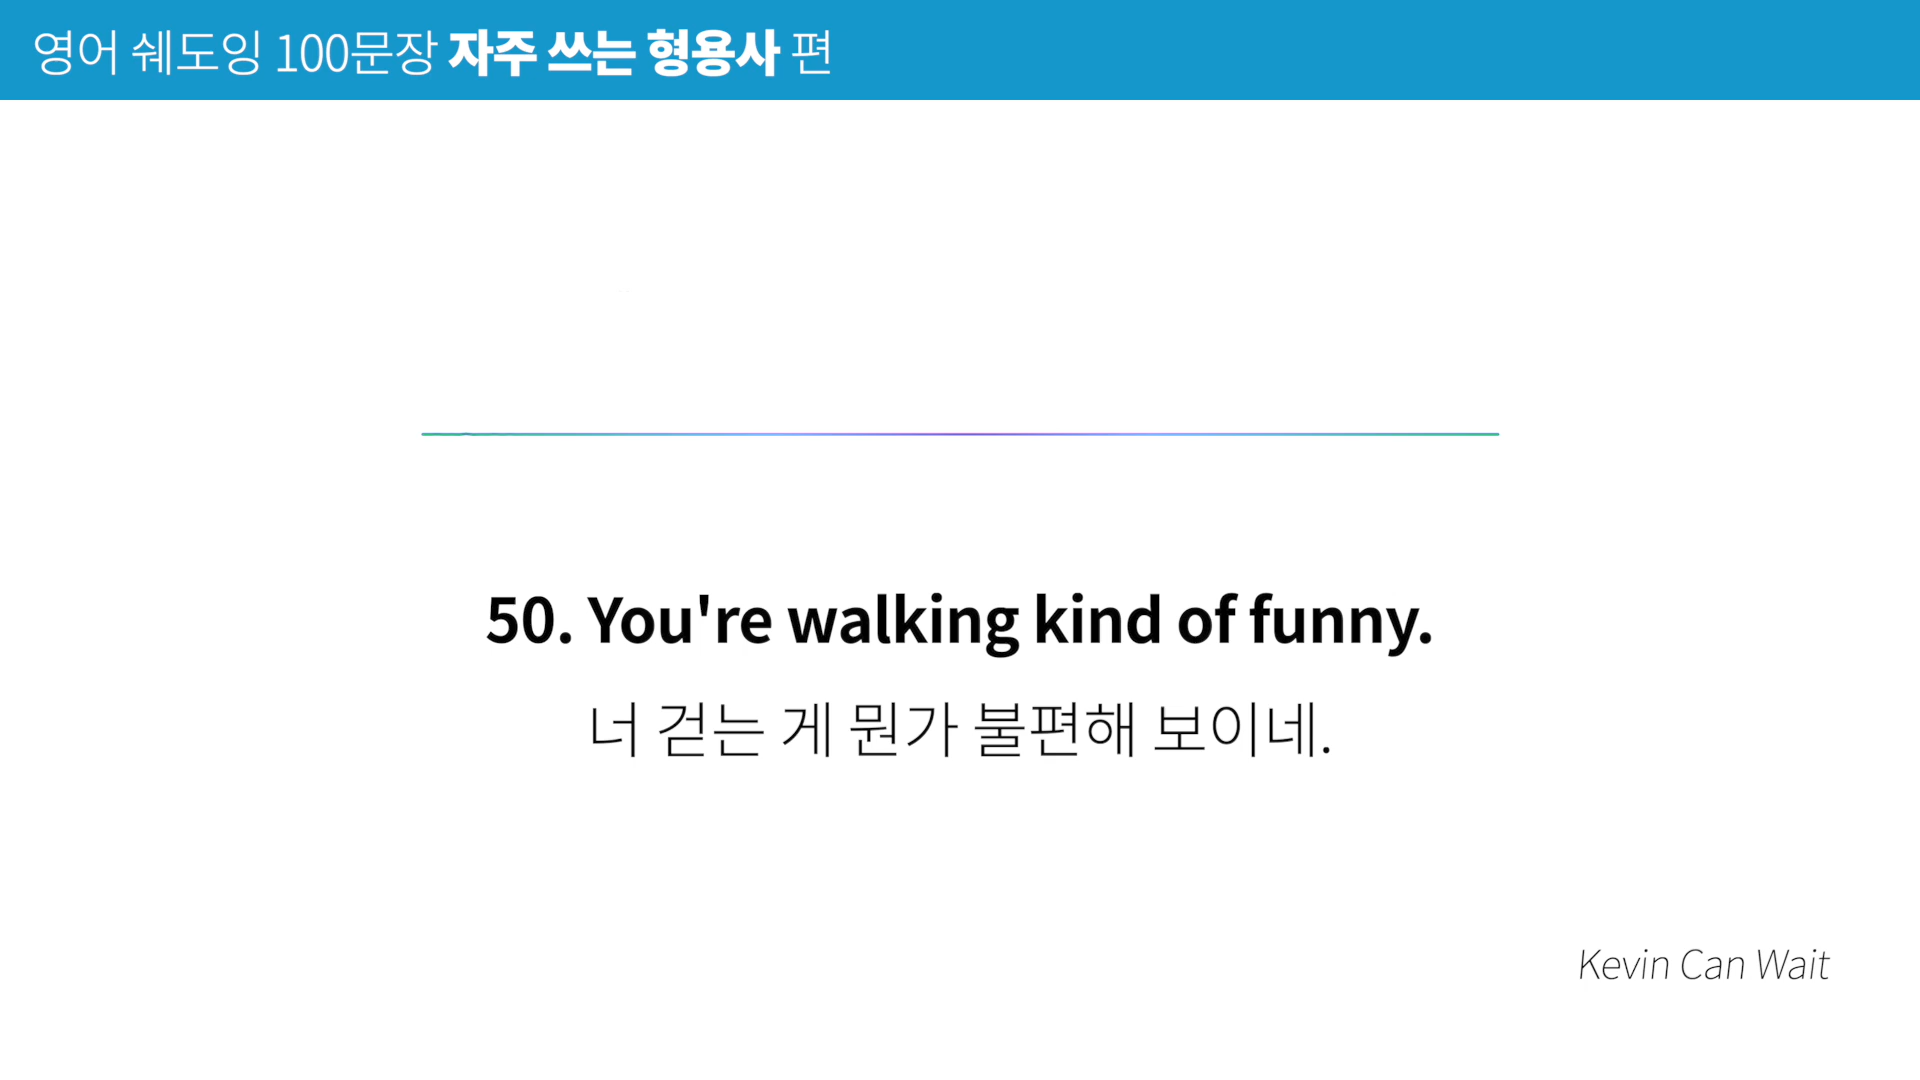 영어 쉐도잉 100문장 자주 쓰는 형용사 편
50. You're walking kind of funny.
너 걷는 게 뭔가 불편해 보이네.
Kevin Can Wait